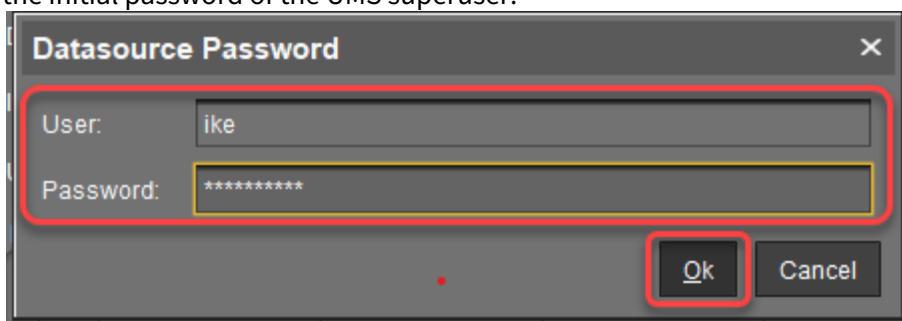 the initial password of the UMS superuser.
Datasource Password ×
User: ike
Password: **********
Ok Cancel